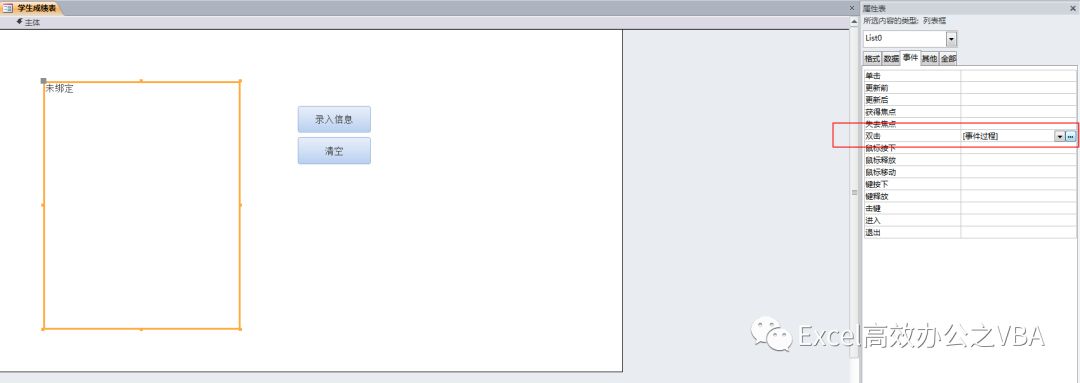 学生成绩表
主体
未绑定
录入信息
清空
属性表
所选内容的类型: 列表框
List0
格式 数据 事件 其他 全部
单击
更新前
更新后
获得焦点
失去焦点
双击 [事件过程]
鼠标按下
鼠标释放
鼠标移动
键按下
键释放
击键
进入
退出
Excel高效办公之VBA